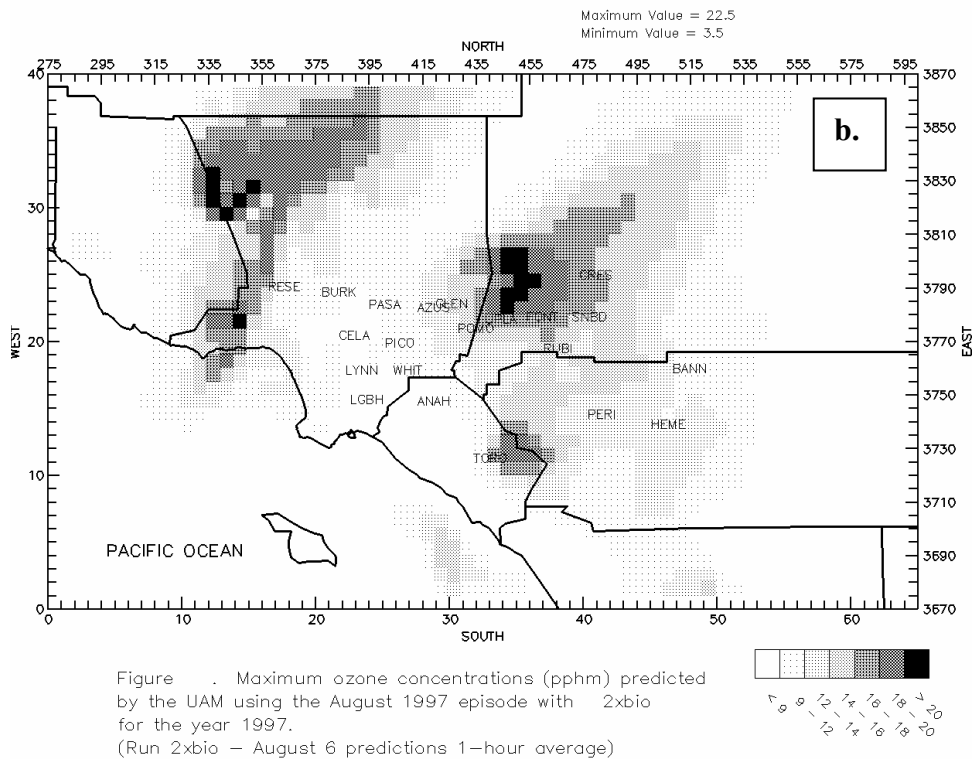 Maximum Value = 22.5
Minimum Value = 3.5
NORTH
275 295 315 335 355 375 395 415 435 455 475 495 515 535 555 575 595
40 3870
b.
3850
3830
30
3810
CRES
RESE BURK
PASA AZUS GLEN
3790
FONT SNBD
POMO
CELA PICO
RUBI
WEST
20
3770
EAST
LYNN WHIT
BANN
3750
LGBH ANAH
PERI
HEME
3730
10
3710
PACIFIC OCEAN
3690
0 3670
0 10 20 30 40 50 60
SOUTH
Figure . Maximum ozone concentrations (pphm) predicted
by the UAM using the August 1997 episode with 2xbio
for the year 1997.
(Run 2xbio – August 6 predictions 1-hour average)
< 9
9 – 12
12 – 14
14 – 16
16 – 18
18 – 20
> 20